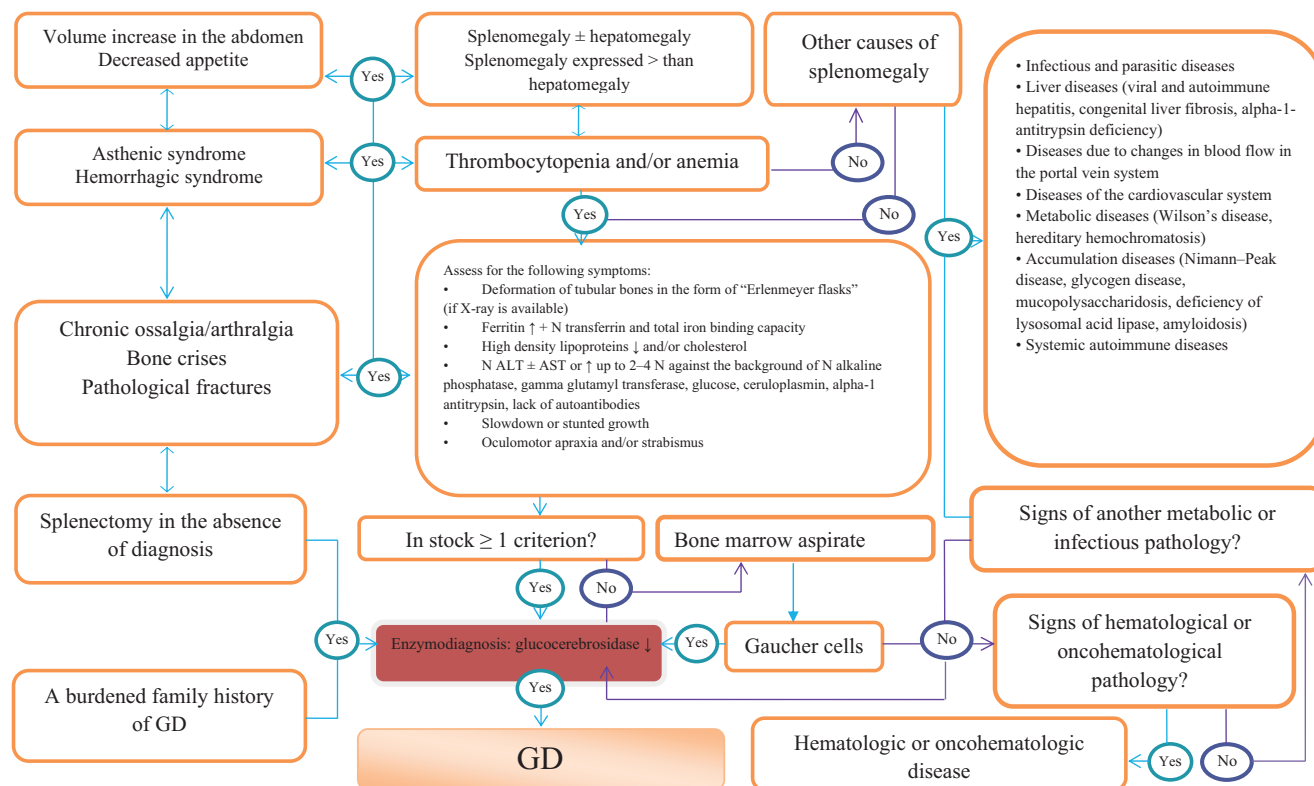 Volume increase in the abdomen
Decreased appetite
Yes
Splenomegaly ± hepatomegaly
Splenomegaly expressed > than
hepatomegaly
Other causes of
splenomegaly
• Infectious and parasitic diseases
• Liver diseases (viral and autoimmune
hepatitis, congenital liver fibrosis, alpha-1-
antitrypsin deficiency)
• Diseases due to changes in blood flow in
the portal vein system
• Diseases of the cardiovascular system
• Metabolic diseases (Wilson's disease,
hereditary hemochromatosis)
• Accumulation diseases (Nimann–Peak
disease, glycogen disease,
mucopolysaccharidosis, deficiency of
lysosomal acid lipase, amyloidosis)
• Systemic autoimmune diseases
Asthenic syndrome
Hemorrhagic syndrome
Yes
Thrombocytopenia and/or anemia
No
Yes
No
Yes
Assess for the following symptoms:
• Deformation of tubular bones in the form of “Erlenmeyer flasks”
(if X-ray is available)
• Ferritin ↑ + N transferrin and total iron binding capacity
• High density lipoproteins ↓ and/or cholesterol
• N ALT ± AST or ↑ up to 2–4 N against the background of N alkaline
phosphatase, gamma glutamyl transferase, glucose, ceruloplasmin, alpha-1
antitrypsin, lack of autoantibodies
• Slowdown or stunted growth
• Oculomotor apraxia and/or strabismus
Chronic ossalgia/arthralgia
Bone crises
Pathological fractures
Yes
Splenectomy in the absence
of diagnosis
In stock ≥ 1 criterion?
Bone marrow aspirate
Signs of another metabolic or
infectious pathology?
Yes
No
Yes
Enzymodiagnosis: glucocerebrosidase ↓
Yes
Gaucher cells
No
Signs of hematological or
oncohematological
pathology?
A burdened family history
of GD
Yes
GD
Hematologic or oncohematologic
disease
Yes
No